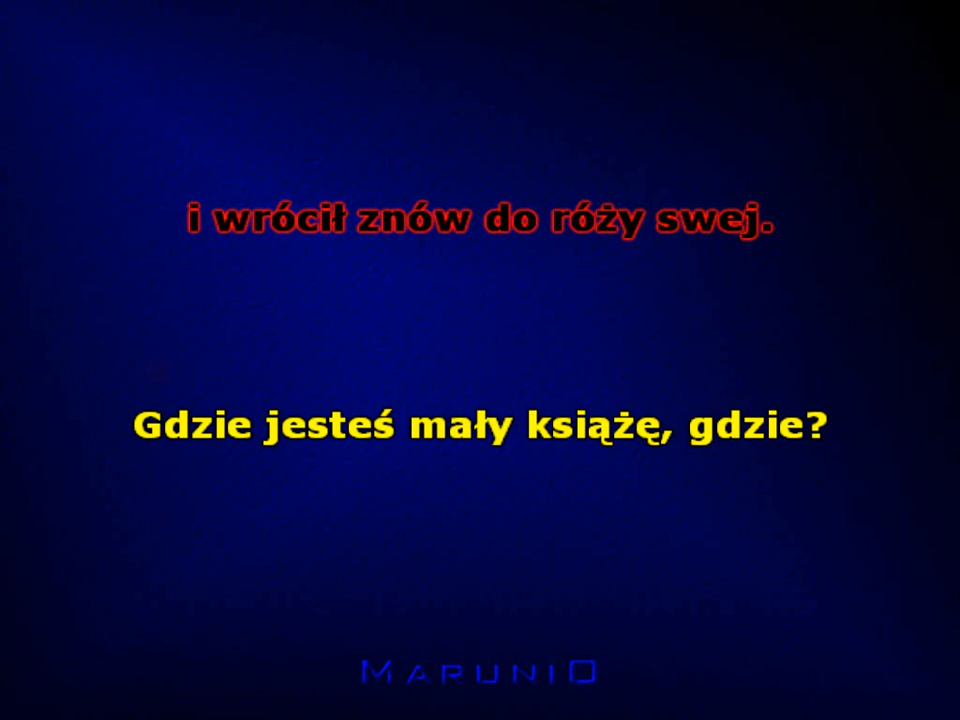 i wrócił znów do róży swej.
Gdzie jesteś mały książę, gdzie?
MARUNIO